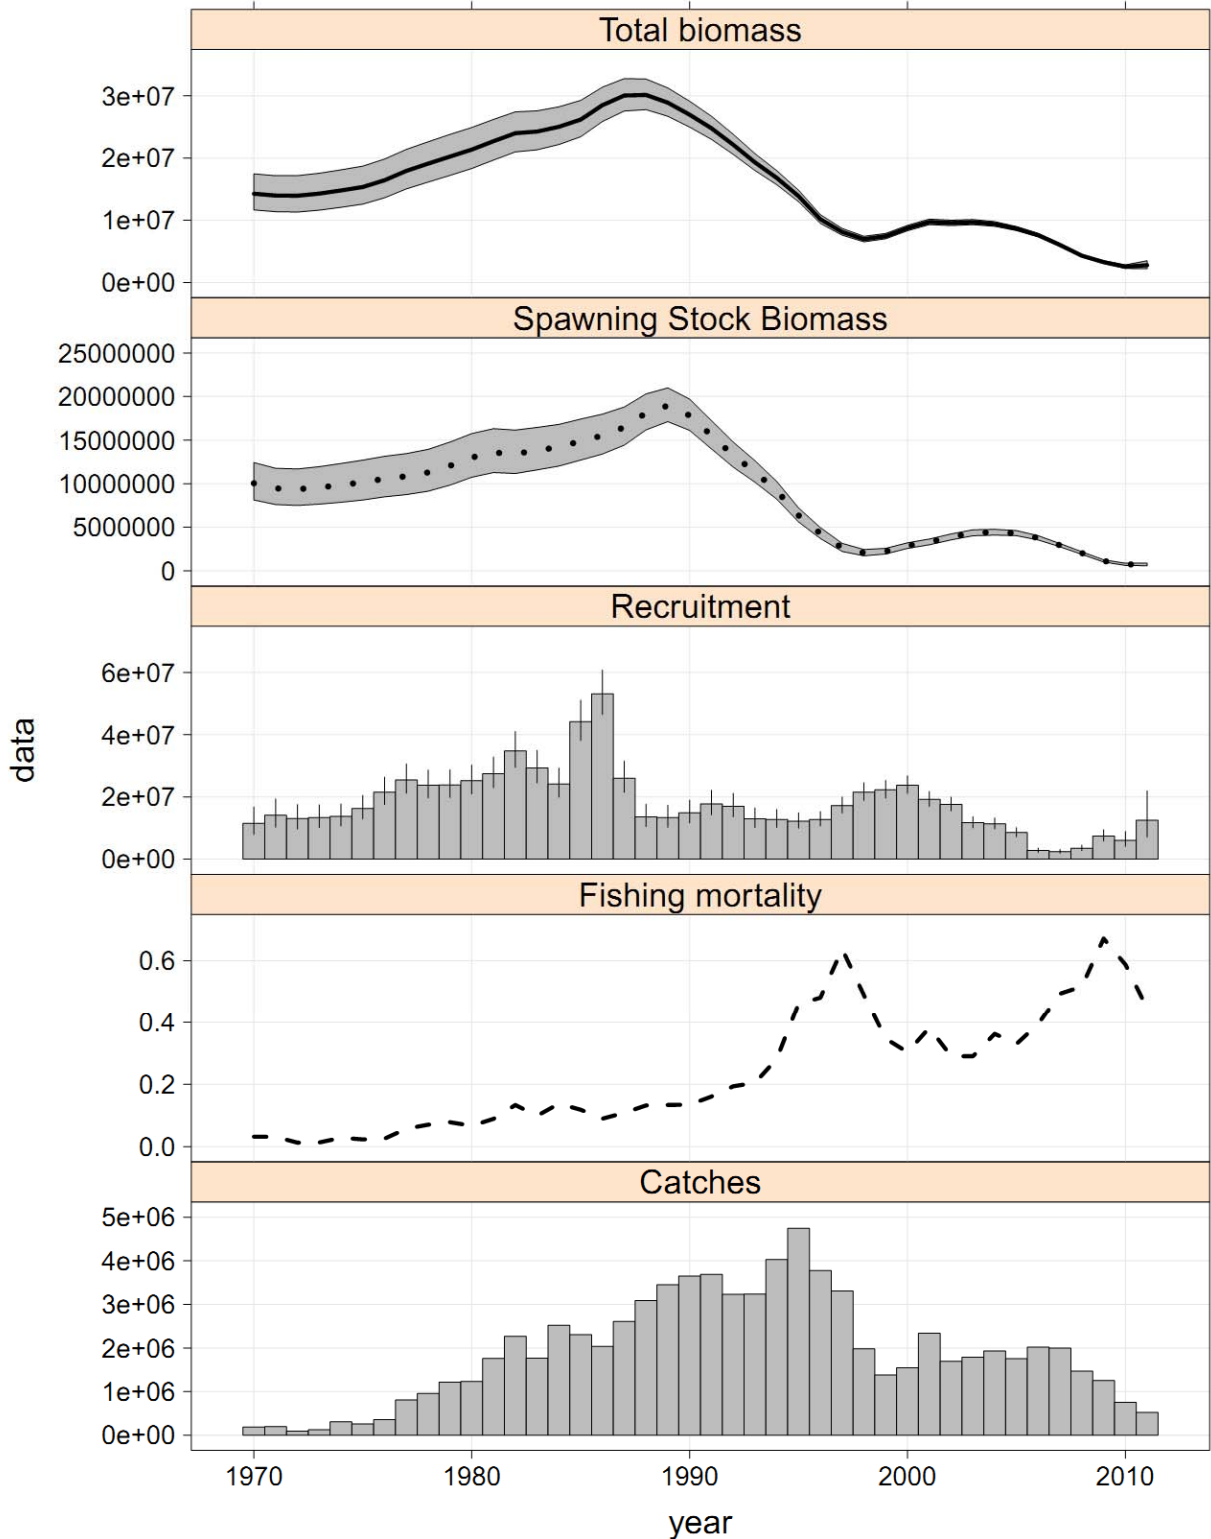 Total biomass
3e+07
2e+07
1e+07
0e+00
Spawning Stock Biomass
25000000
20000000
15000000
10000000
5000000
0
Recruitment
6e+07
4e+07
2e+07
0e+00
data
Fishing mortality
0.6
0.4
0.2
0.0
Catches
5e+06
4e+06
3e+06
2e+06
1e+06
0e+00
1970 1980 1990 2000 2010
year